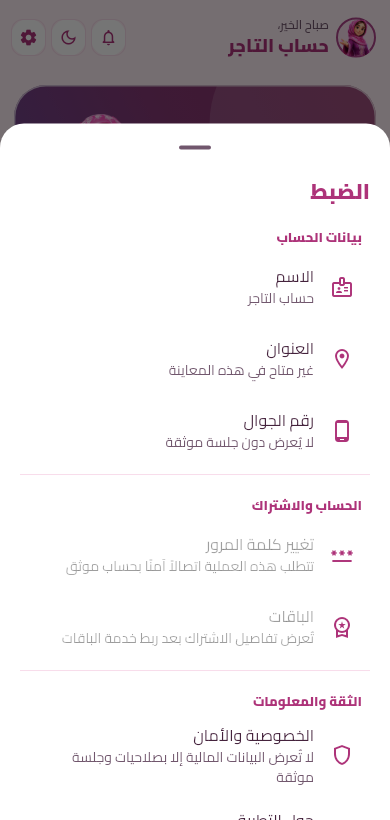 صباح الخير،
حساب التاجر
الضبط
بيانات الحساب
الاسم
حساب التاجر
العنوان
غير متاح في هذه المعاينة
رقم الجوال
لا يُعرض دون جلسة موثقة
الحساب والاشتراك
تغيير كلمة المرور
تتطلب هذه العملية اتصالاً آمنًا بحساب موثق
الباقات
تُعرض تفاصيل الاشتراك بعد ربط خدمة الباقات
الثقة والمعلومات
الخصوصية والأمان
لا تُعرض البيانات المالية إلا بصلاحيات وجلسة
موثقة